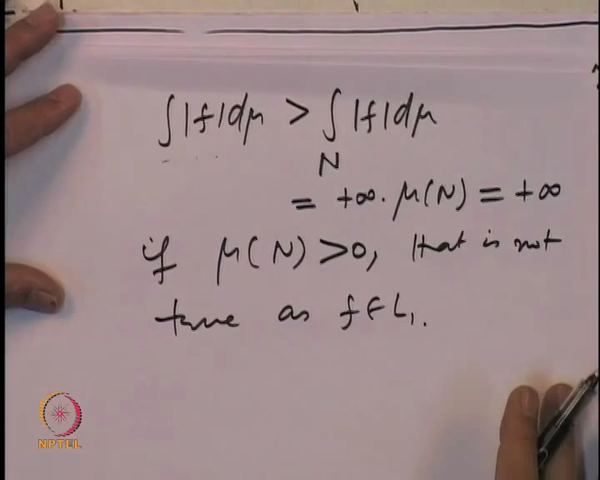 ∫|f|dμ > ∫|f|dμ
N
= +∞. μ(N) = +∞
if μ(N) > 0, that is not
true as f ∈ L₁.
NPTEL